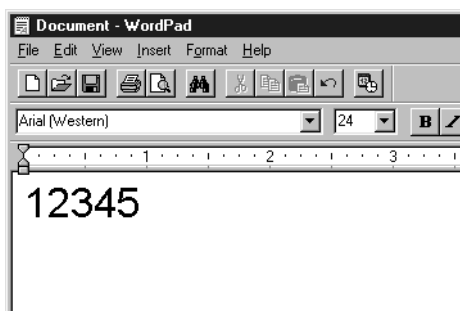 Document - WordPad
File Edit View Insert Format Help
Arial (Western) 24 B I
1 2 3
12345